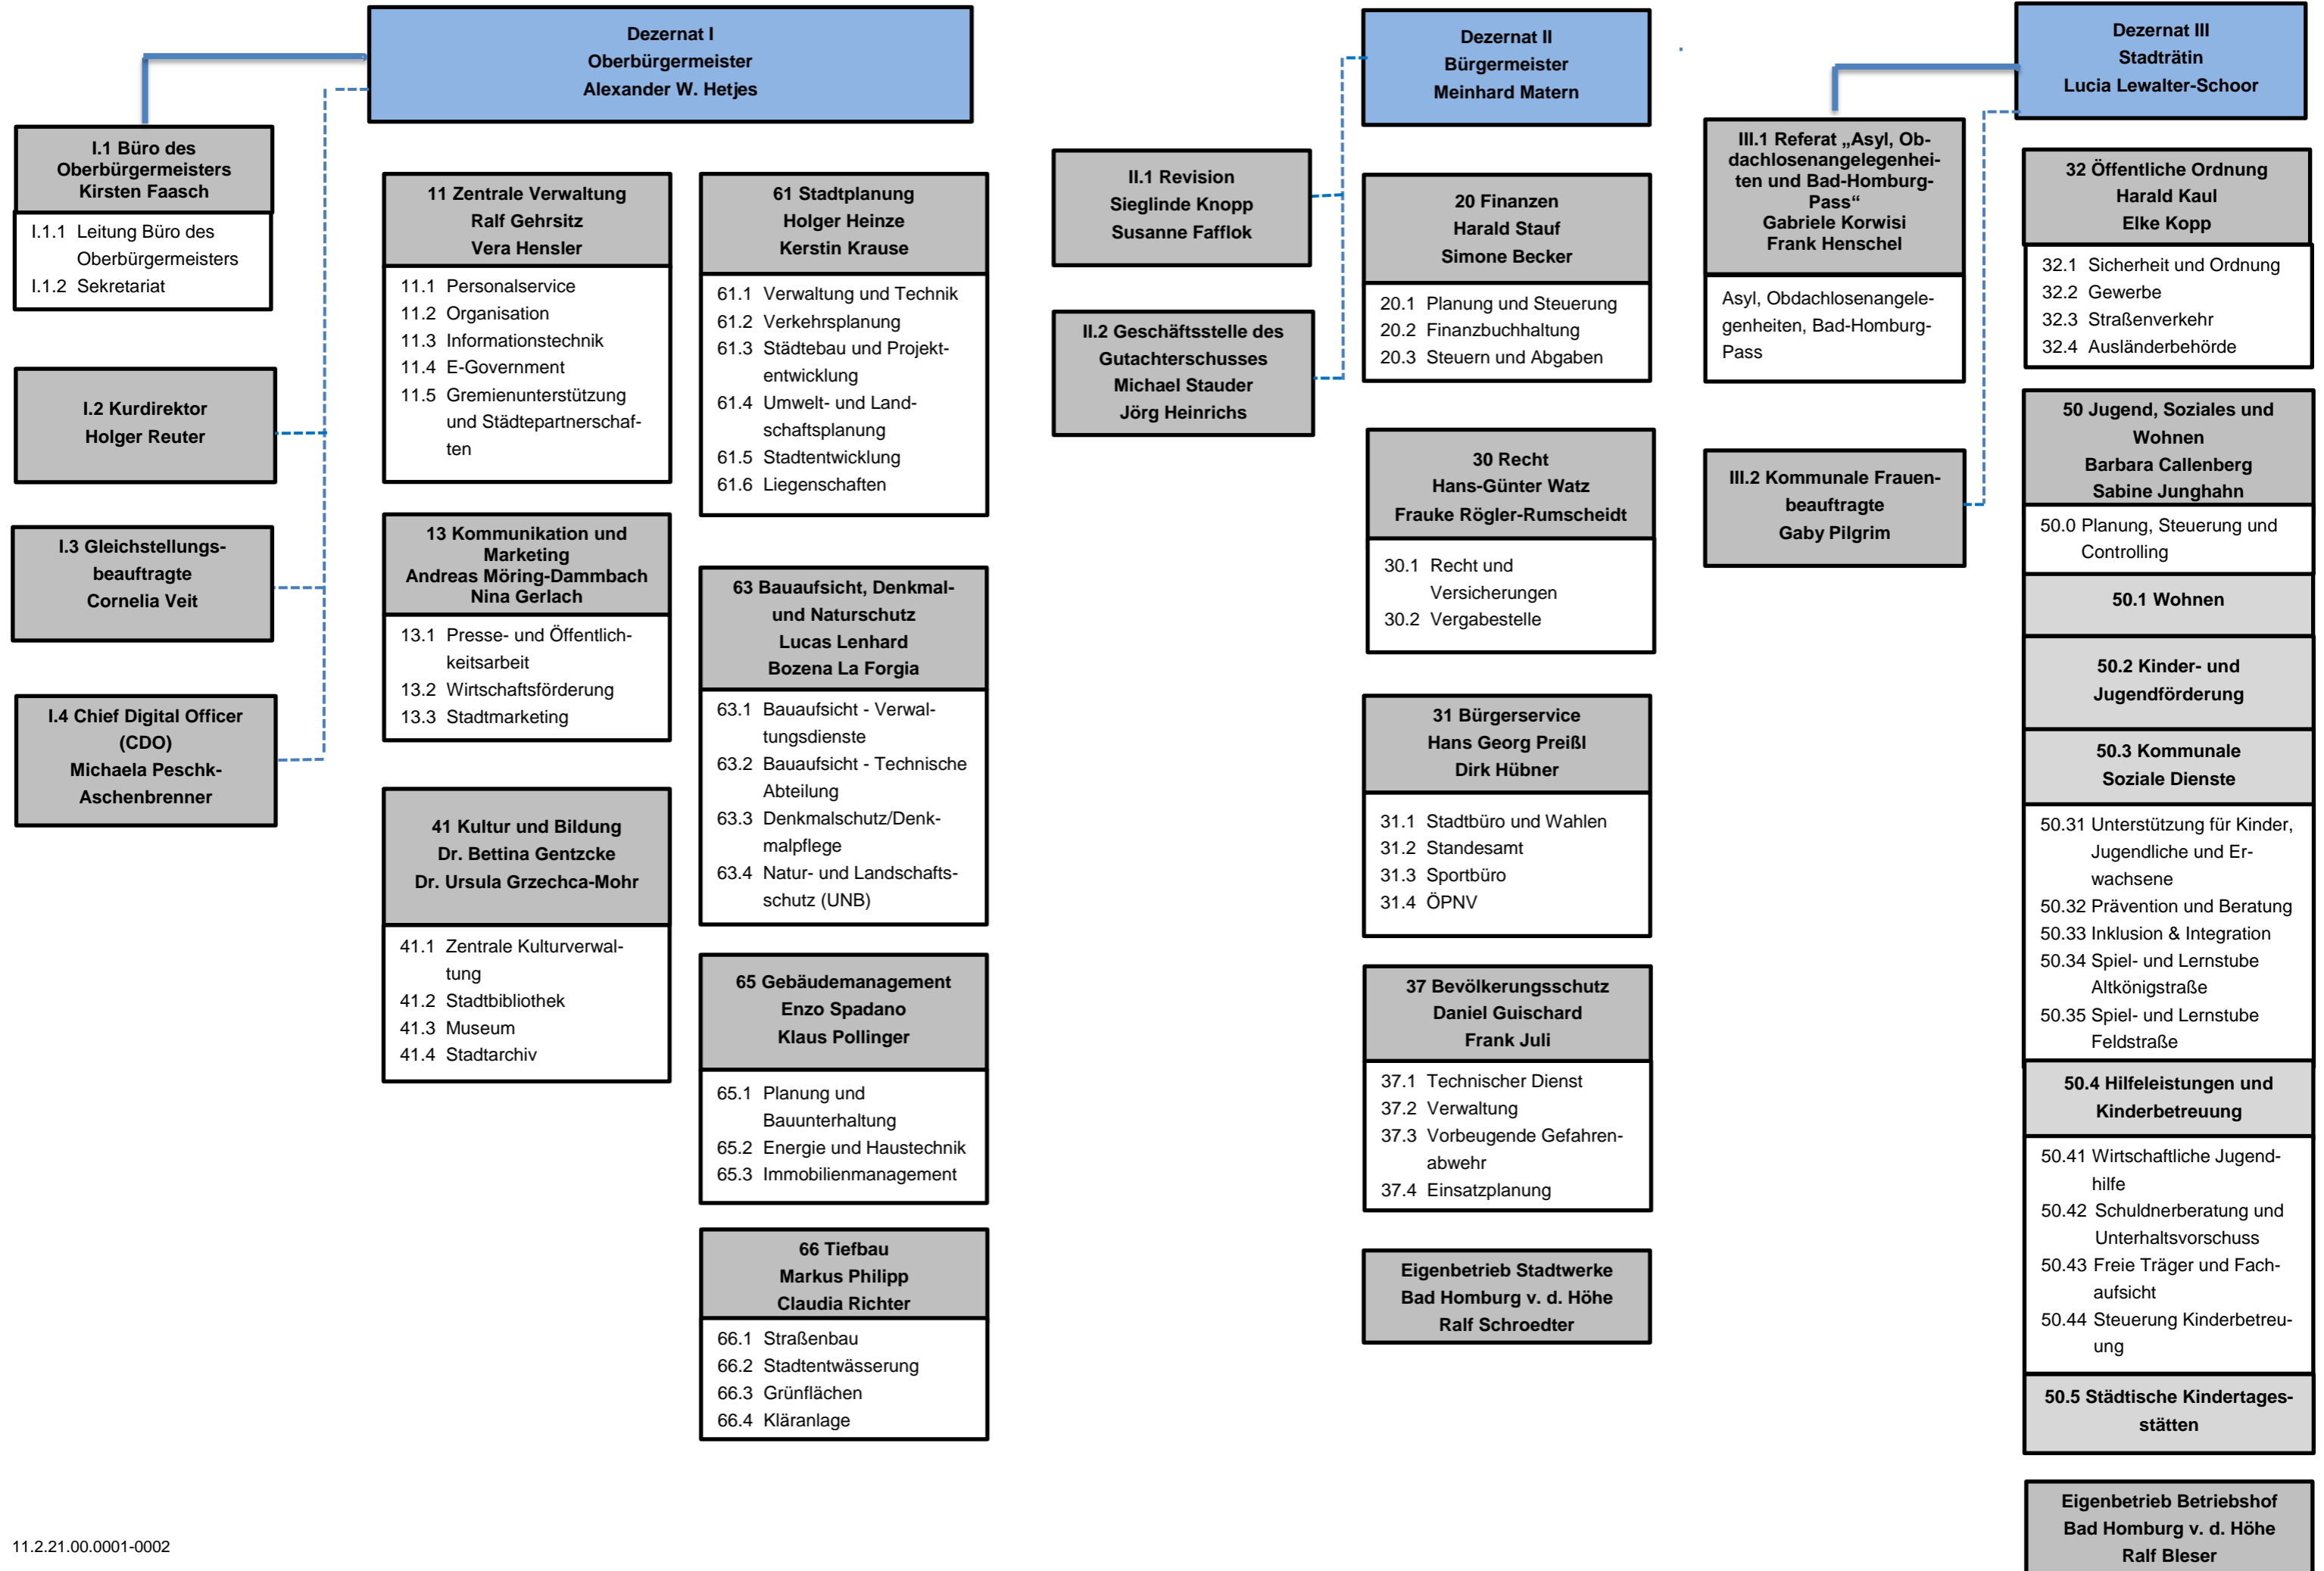 Dezernat I
Oberbürgermeister
Alexander W. Hetjes
I.1 Büro des
Oberbürgermeisters
Kirsten Faasch
I.1.1 Leitung Büro des
Oberbürgermeisters
I.1.2 Sekretariat
I.2 Kurdirektor
Holger Reuter
I.3 Gleichstellungs-
beauftragte
Cornelia Veit
I.4 Chief Digital Officer
(CDO)
Michaela Peschk-
Aschenbrenner
11 Zentrale Verwaltung
Ralf Gehrsitz
Vera Hensler
11.1 Personalservice
11.2 Organisation
11.3 Informationstechnik
11.4 E-Government
11.5 Gremienunterstützung
und Städtepartnerschaf-
ten
13 Kommunikation und
Marketing
Andreas Möring-Dammbach
Nina Gerlach
13.1 Presse- und Öffentlich-
keitsarbeit
13.2 Wirtschaftsförderung
13.3 Stadtmarketing
41 Kultur und Bildung
Dr. Bettina Gentzcke
Dr. Ursula Grzechca-Mohr
41.1 Zentrale Kulturverwal-
tung
41.2 Stadtbibliothek
41.3 Museum
41.4 Stadtarchiv
61 Stadtplanung
Holger Heinze
Kerstin Krause
61.1 Verwaltung und Technik
61.2 Verkehrsplanung
61.3 Städtebau und Projekt-
entwicklung
61.4 Umwelt- und Land-
schaftsplanung
61.5 Stadtentwicklung
61.6 Liegenschaften
63 Bauaufsicht, Denkmal-
und Naturschutz
Lucas Lenhard
Bozena La Forgia
63.1 Bauaufsicht - Verwal-
tungsdienste
63.2 Bauaufsicht - Technische
Abteilung
63.3 Denkmalschutz/Denk-
malpflege
63.4 Natur- und Landschafts-
schutz (UNB)
65 Gebäudemanagement
Enzo Spadano
Klaus Pollinger
65.1 Planung und
Bauunterhaltung
65.2 Energie und Haustechnik
65.3 Immobilienmanagement
66 Tiefbau
Markus Philipp
Claudia Richter
66.1 Straßenbau
66.2 Stadtentwässerung
66.3 Grünflächen
66.4 Kläranlage
Dezernat II
Bürgermeister
Meinhard Matern
II.1 Revision
Sieglinde Knopp
Susanne Fafflok
II.2 Geschäftsstelle des
Gutachterschusses
Michael Stauder
Jörg Heinrichs
20 Finanzen
Harald Stauf
Simone Becker
20.1 Planung und Steuerung
20.2 Finanzbuchhaltung
20.3 Steuern und Abgaben
30 Recht
Hans-Günter Watz
Frauke Rögler-Rumscheidt
30.1 Recht und
Versicherungen
30.2 Vergabestelle
31 Bürgerservice
Hans Georg Preißl
Dirk Hübner
31.1 Stadtbüro und Wahlen
31.2 Standesamt
31.3 Sportbüro
31.4 ÖPNV
37 Bevölkerungsschutz
Daniel Guischard
Frank Juli
37.1 Technischer Dienst
37.2 Verwaltung
37.3 Vorbeugende Gefahren-
abwehr
37.4 Einsatzplanung
Eigenbetrieb Stadtwerke
Bad Homburg v. d. Höhe
Ralf Schroedter
Dezernat III
Stadträtin
Lucia Lewalter-Schoor
III.1 Referat „Asyl, Ob-
dachlosenangelegenhei-
ten und Bad-Homburg-
Pass“
Gabriele Korwisi
Frank Henschel
Asyl, Obdachlosenangele-
genheiten, Bad-Homburg-
Pass
III.2 Kommunale Frauen-
beauftragte
Gaby Pilgrim
32 Öffentliche Ordnung
Harald Kaul
Elke Kopp
32.1 Sicherheit und Ordnung
32.2 Gewerbe
32.3 Straßenverkehr
32.4 Ausländerbehörde
50 Jugend, Soziales und
Wohnen
Barbara Callenberg
Sabine Junghahn
50.0 Planung, Steuerung und
Controlling
50.1 Wohnen
50.2 Kinder- und
Jugendförderung
50.3 Kommunale
Soziale Dienste
50.31 Unterstützung für Kinder,
Jugendliche und Er-
wachsene
50.32 Prävention und Beratung
50.33 Inklusion & Integration
50.34 Spiel- und Lernstube
Altkönigstraße
50.35 Spiel- und Lernstube
Feldstraße
50.4 Hilfeleistungen und
Kinderbetreuung
50.41 Wirtschaftliche Jugend-
hilfe
50.42 Schuldnerberatung und
Unterhaltsvorschuss
50.43 Freie Träger und Fach-
aufsicht
50.44 Steuerung Kinderbetreu-
ung
50.5 Städtische Kindertages-
stätten
Eigenbetrieb Betriebshof
Bad Homburg v. d. Höhe
Ralf Bleser
11.2.21.00.0001-0002